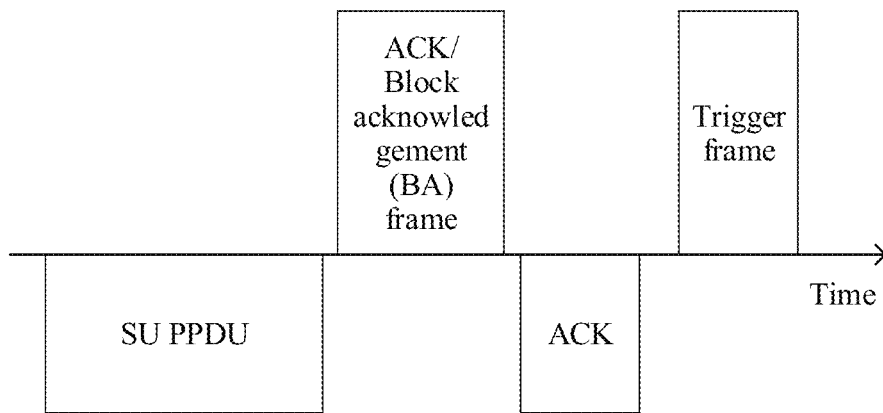 ACK/
Block
acknowled
gement
(BA)
frame
Trigger
frame
Time
SU PPDU
ACK